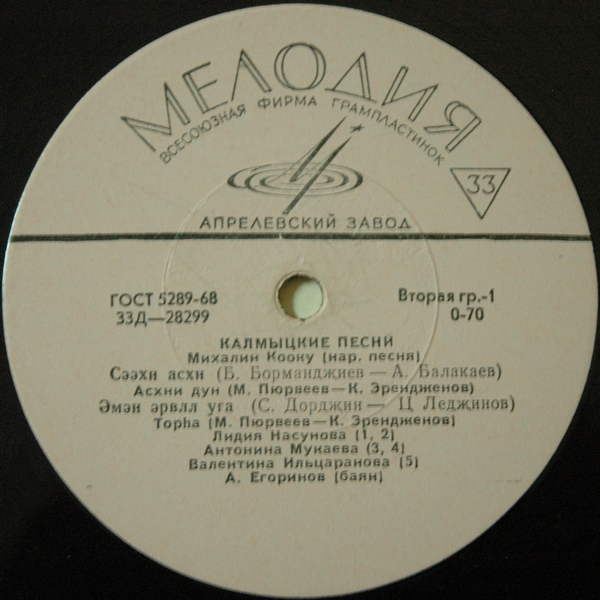 МЕЛОДИЯ
ВСЕСОЮЗНАЯ ФИРМА ГРАМПЛАСТИНОК
33
АПРЕЛЕВСКИЙ ЗАВОД
ГОСТ 5289-68 Вторая гр.-1
33Д—28299 0-70
КАЛМЫЦКИЕ ПЕСНИ
Михалин Кооку (нар. песня)
Сээхн асхн (Б. Борманджиев — А. Балакаев)
Асхни дун (М. Пюрвеев—К. Эрендженов)
Әмән әрвлл уга (С. Дорджин — Ц Леджинов)
Торһа (М. Пюрвеев—К. Эрендженов)
Лидия Насунова (1, 2)
Антонина Мукаева (3, 4)
Валентина Ильцаранова (5)
А. Егоринов (баян)